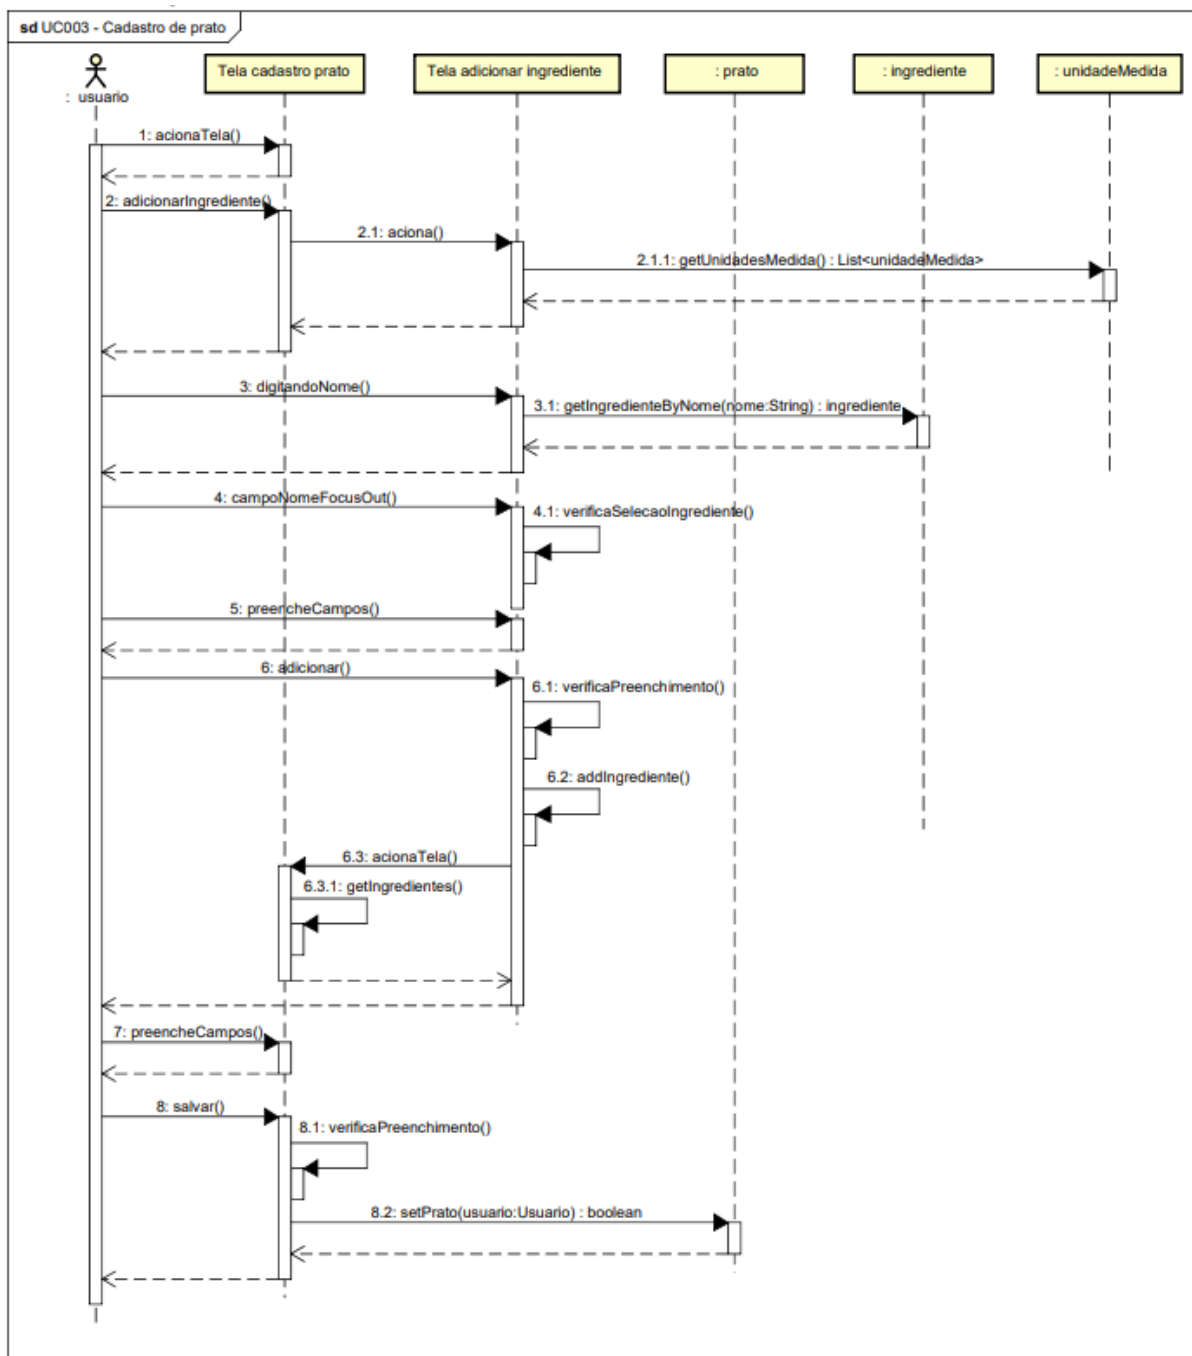 sd UC003 - Cadastro de prato
: usuario
Tela cadastro prato
Tela adicionar ingrediente
: prato
: ingrediente
: unidadeMedida
1: acionaTela()
2: adicionarIngrediente()
2.1: aciona()
2.1.1: getUnidadesMedida() : List<unidadeMedida>
3: digitandoNome()
3.1: getIngredienteByNome(nome:String) : ingrediente
4: campoNomeFocusOut()
4.1: verificaSelecaoIngrediente()
5: preencheCampos()
6: adicionar()
6.1: verificaPreenchimento()
6.2: addIngrediente()
6.3: acionaTela()
6.3.1: getIngredientes()
7: preencheCampos()
8: salvar()
8.1: verificaPreenchimento()
8.2: setPrato(usuario:Usuario) : boolean